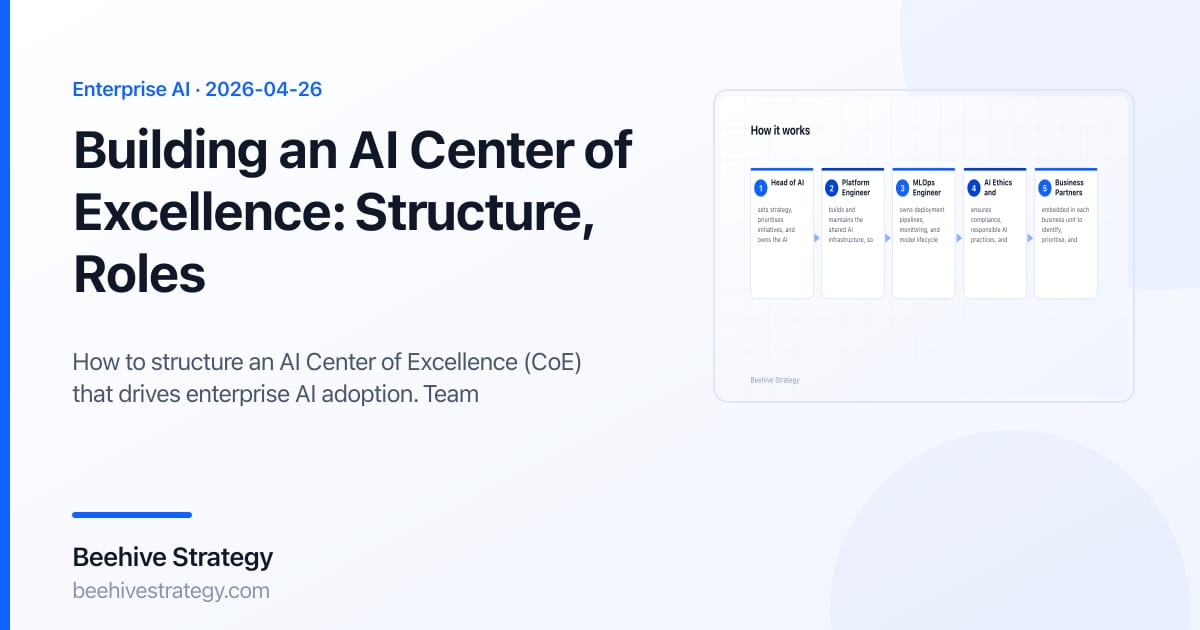 Enterprise AI · 2026-04-26
Building an AI Center of
Excellence: Structure,
Roles
How to structure an AI Center of Excellence (CoE)
that drives enterprise AI adoption. Team
Beehive Strategy
beehivestrategy.com
How it works
1 Head of AI
sets strategy,
prioritises
initiatives, and
owns the AI
2 Platform
Engineer
builds and
maintains the
shared AI
infrastructure, so
3 MLOps
Engineer
owns deployment
pipelines,
monitoring, and
model lifecycle
4 AI Ethics
and
ensures
compliance,
responsible AI
practices, and
5 Business
Partners
embedded in each
business unit to
identify,
prioritise, and
Beehive Strategy